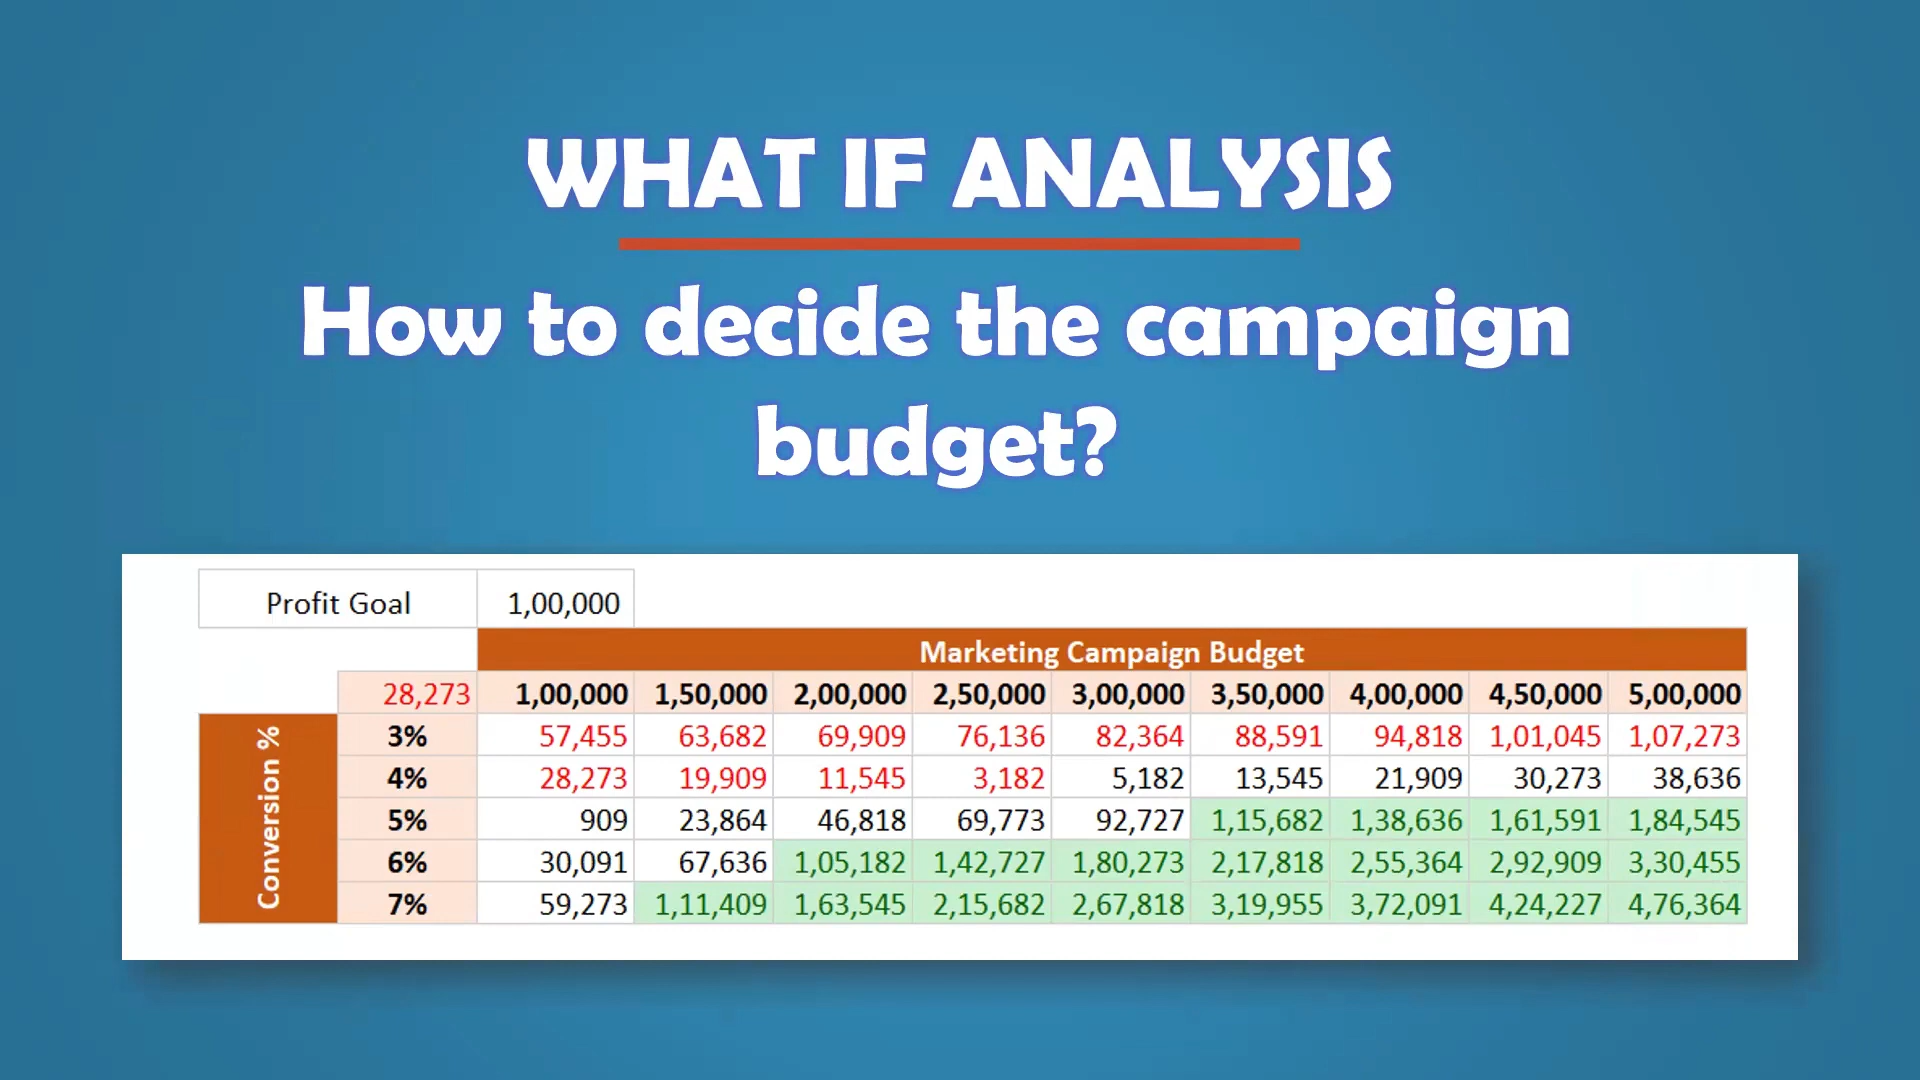 WHAT IF ANALYSIS
How to decide the campaign
budget?
Profit Goal 1,00,000
Marketing Campaign Budget
28,273 1,00,000 1,50,000 2,00,000 2,50,000 3,00,000 3,50,000 4,00,000 4,50,000 5,00,000
Conversion %
3% 57,455 63,682 69,909 76,136 82,364 88,591 94,818 1,01,045 1,07,273
4% 28,273 19,909 11,545 3,182 5,182 13,545 21,909 30,273 38,636
5% 909 23,864 46,818 69,773 92,727 1,15,682 1,38,636 1,61,591 1,84,545
6% 30,091 67,636 1,05,182 1,42,727 1,80,273 2,17,818 2,55,364 2,92,909 3,30,455
7% 59,273 1,11,409 1,63,545 2,15,682 2,67,818 3,19,955 3,72,091 4,24,227 4,76,364